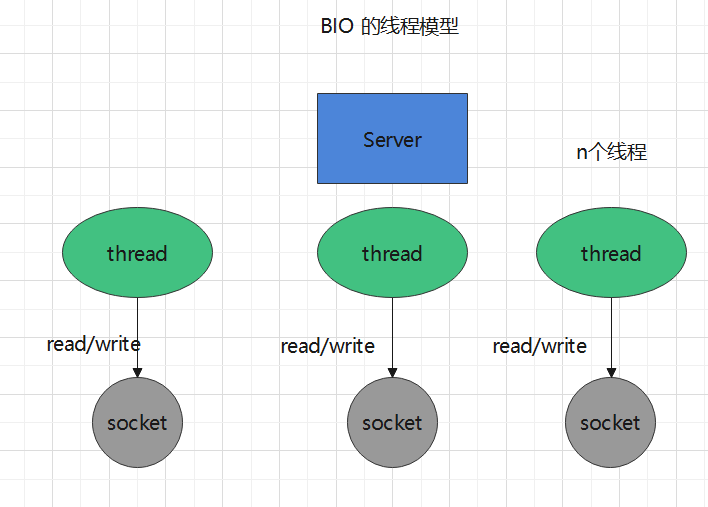 BIO 的线程模型
Server
n个线程
thread
thread
thread
read/write
read/write
read/write
socket
socket
socket